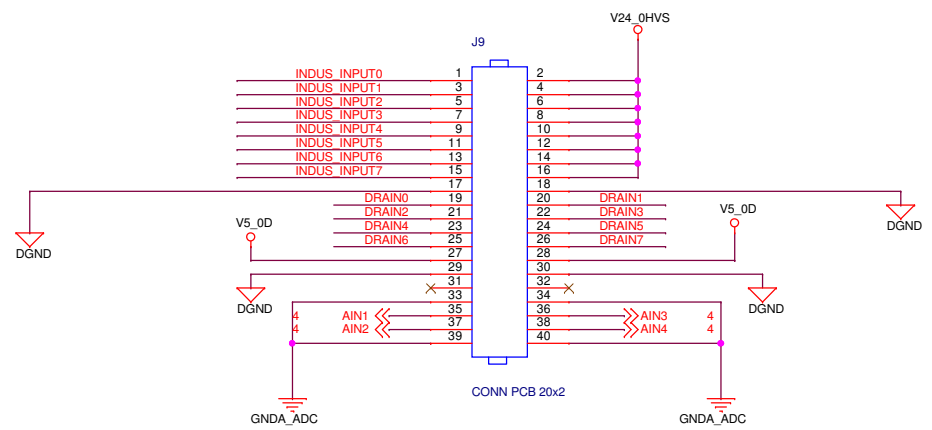 V24_0HVS
J9
INDUS_INPUT0 1 2
INDUS_INPUT1 3 4
INDUS_INPUT2 5 6
INDUS_INPUT3 7 8
INDUS_INPUT4 9 10
INDUS_INPUT5 11 12
INDUS_INPUT6 13 14
INDUS_INPUT7 15 16
17 18
DRAIN0 19 20 DRAIN1
DRAIN2 21 22 DRAIN3
DRAIN4 23 24 DRAIN5
DRAIN6 25 26 DRAIN7
V5_0D V5_0D
DGND DGND
27 28
29 30
31 32
33 34
DGND DGND
4 AIN1 35 36 AIN3 4
4 AIN2 37 38 AIN4 4
39 40
CONN PCB 20x2
GNDA_ADC GNDA_ADC